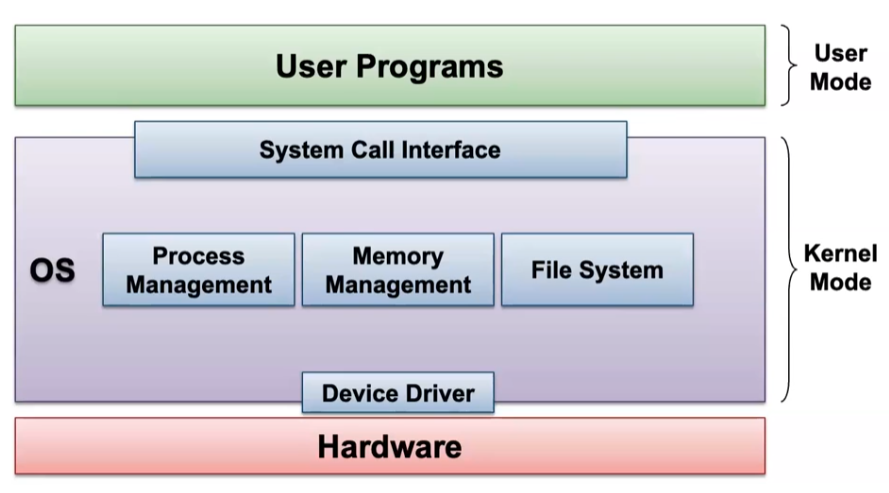 User Programs
User
Mode
System Call Interface
OS
Process
Management
Memory
Management
File System
Kernel
Mode
Device Driver
Hardware